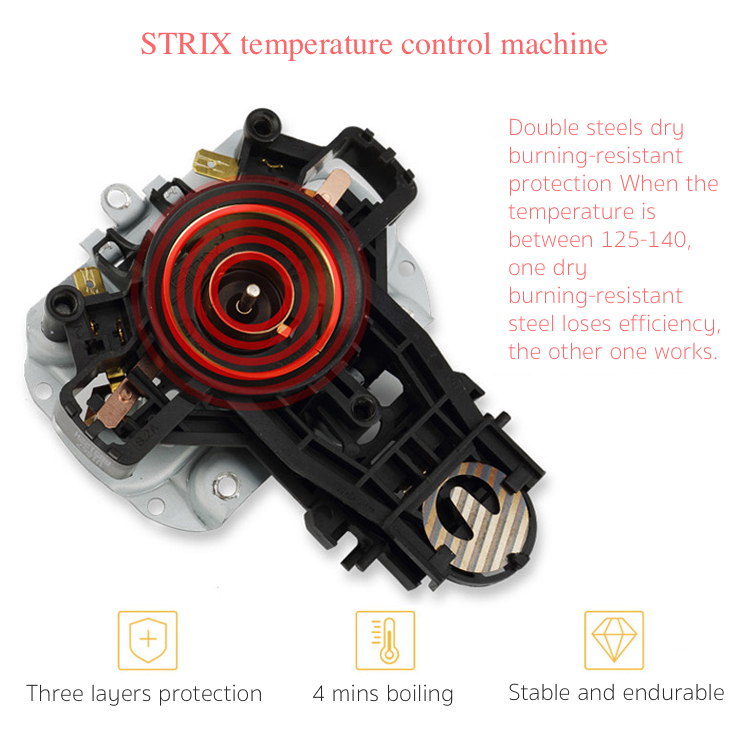 STRIX temperature control machine
Double steels dry
burning-resistant
protection When the
temperature is
between 125-140,
one dry
burning-resistant
steel loses efficiency,
the other one works.
Three layers protection
4 mins boiling
Stable and endurable